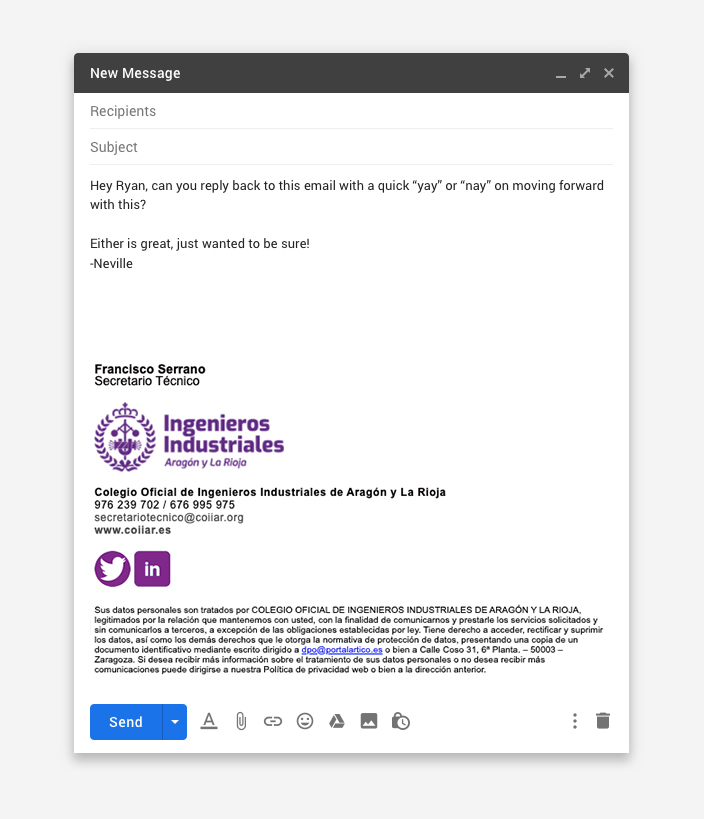 New Message
Recipients
Subject
Hey Ryan, can you reply back to this email with a quick “yay” or “nay” on moving forward
with this?
Either is great, just wanted to be sure!
-Neville
Francisco Serrano
Secretario Técnico
Ingenieros
Industriales
Aragón y La Rioja
Colegio Oficial de Ingenieros Industriales de Aragón y La Rioja
976 239 702 / 676 995 975
secretariotecnico@coiiar.org
www.coiiar.es
in
Sus datos personales son tratados por COLEGIO OFICIAL DE INGENIEROS INDUSTRIALES DE ARAGÓN Y LA RIOJA,
legitimados por la relación que mantenemos con usted, con la finalidad de comunicarnos y prestarle los servicios solicitados y
sin comunicarlos a terceros, a excepción de las obligaciones establecidas por ley. Tiene derecho a acceder, rectificar y suprimir
los datos, así como los demás derechos que le otorga la normativa de protección de datos, presentando una copia de un
documento identificativo mediante escrito dirigido a dpo@portalartico.es o bien a Calle Coso 31, 6ª Planta. – 50003 –
Zaragoza. Si desea recibir más información sobre el tratamiento de sus datos personales o no desea recibir más
comunicaciones puede dirigirse a nuestra Política de privacidad web o bien a la dirección anterior.
Send